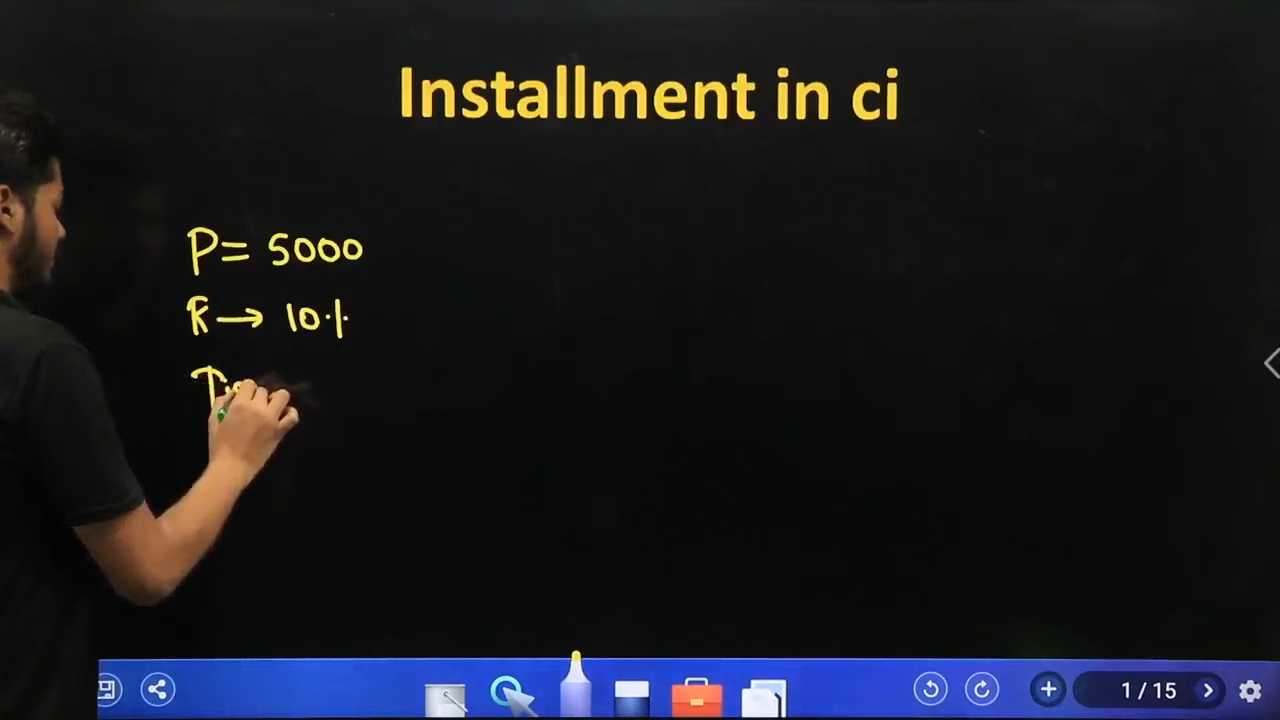 Installment in ci
P = 5000
R → 10%
1 / 15